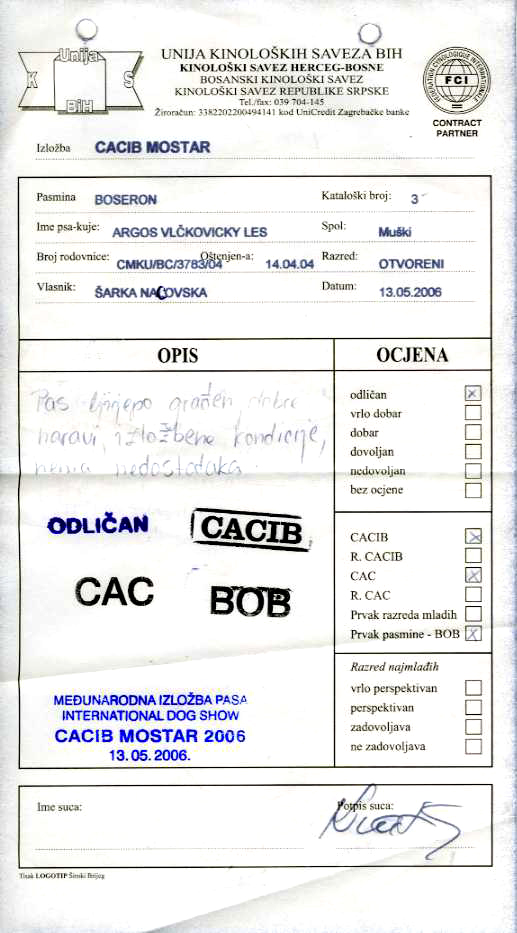 Unija
K S
BiH
UNIJA KINOLOŠKIH SAVEZA BIH
KINOLOŠKI SAVEZ HERCEG-BOSNE
BOSANSKI KINOLOŠKI SAVEZ
KINOLOŠKI SAVEZ REPUBLIKE SRPSKE
Tel./fax: 039 704-145
Žiroračun: 3382202200494141 kod UniCredit Zagrebačke banke
FEDERATION CYNOLOGIQUE INTERNATIONALE
FCI
CONTRACT
PARTNER
Izložba CACIB MOSTAR
Pasmina BOSERON Kataloški broj: 3
Ime psa-kuje: ARGOS VLČKOVICKY LES Spol: Muški
Broj rodovnice: CMKU/BC/3783/04 Oštenjen-a: 14.04.04 Razred: OTVORENI
Vlasnik: ŠARKA NACOVSKA Datum: 13.05.2006
OPIS
Pas lijepo građen, dobre
naravi, izložbene kondicije,
nema nedostataka.
ODLIČAN CACIB
CAC BOB
MEĐUNARODNA IZLOŽBA PASA
INTERNATIONAL DOG SHOW
CACIB MOSTAR 2006
13.05.2006.
OCJENA
odličan x
vrlo dobar
dobar
dovoljan
nedovoljan
bez ocjene
CACIB x
R. CACIB
CAC x
R. CAC
Prvak razreda mladih
Prvak pasmine - BOB x
Razred najmlađih
vrlo perspektivan
perspektivan
zadovoljava
ne zadovoljava
Ime suca: Potpis suca:
Tisak LOGOTIP Široki Brijeg